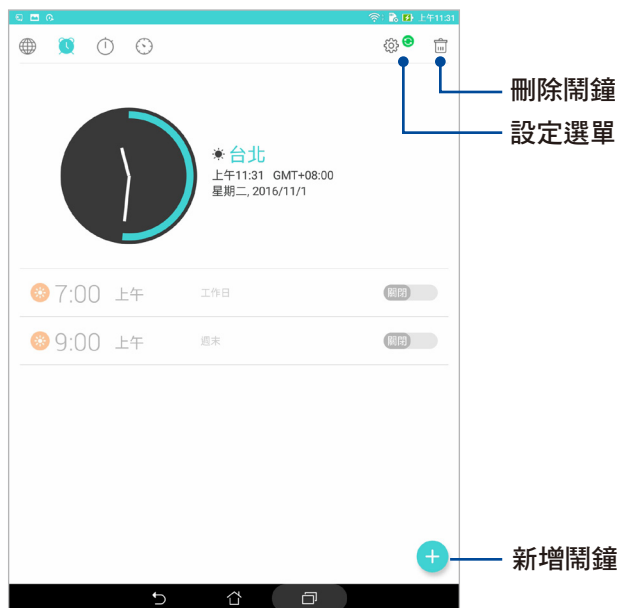 上午11:31
刪除鬧鐘
設定選單
台北
上午11:31 GMT+08:00
星期二, 2016/11/1
7:00 上午 工作日 關閉
9:00 上午 週末 關閉
新增鬧鐘